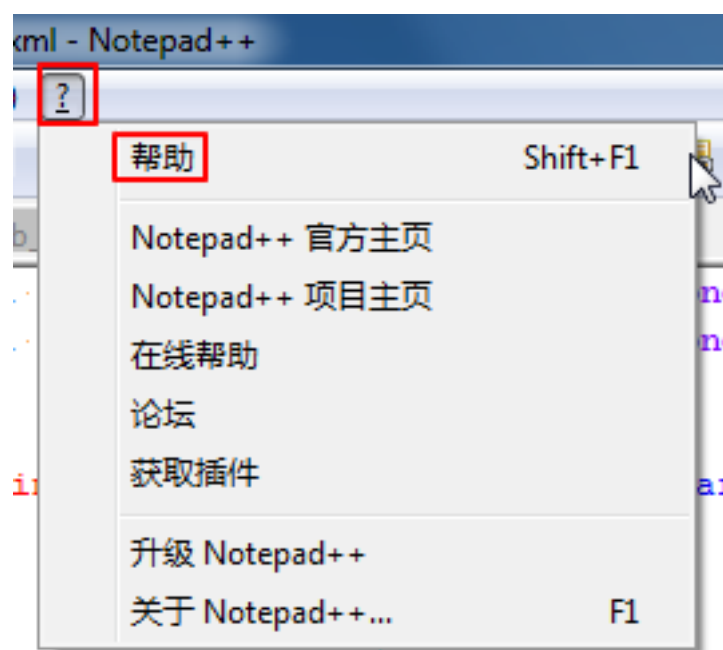 xml - Notepad++
?
帮助 Shift+F1
Notepad++ 官方主页
Notepad++ 项目主页
在线帮助
论坛
获取插件
升级 Notepad++
关于 Notepad++... F1